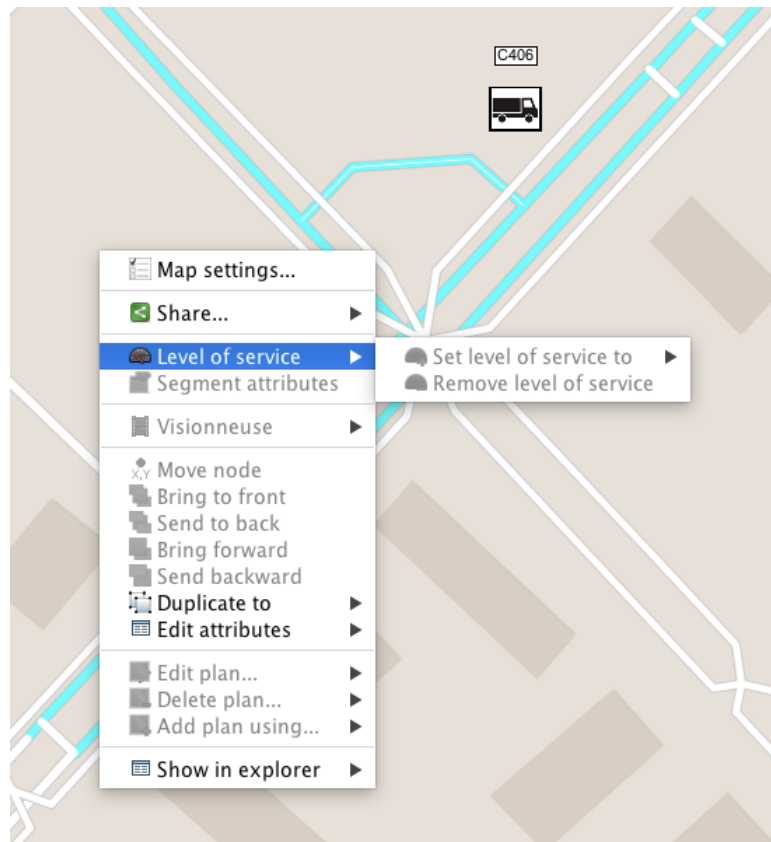 C406
Map settings...
Share...
Level of service
Set level of service to
Remove level of service
Segment attributes
Visionneuse
X,Y Move node
Bring to front
Send to back
Bring forward
Send backward
Duplicate to
Edit attributes
Edit plan...
Delete plan...
Add plan using...
Show in explorer